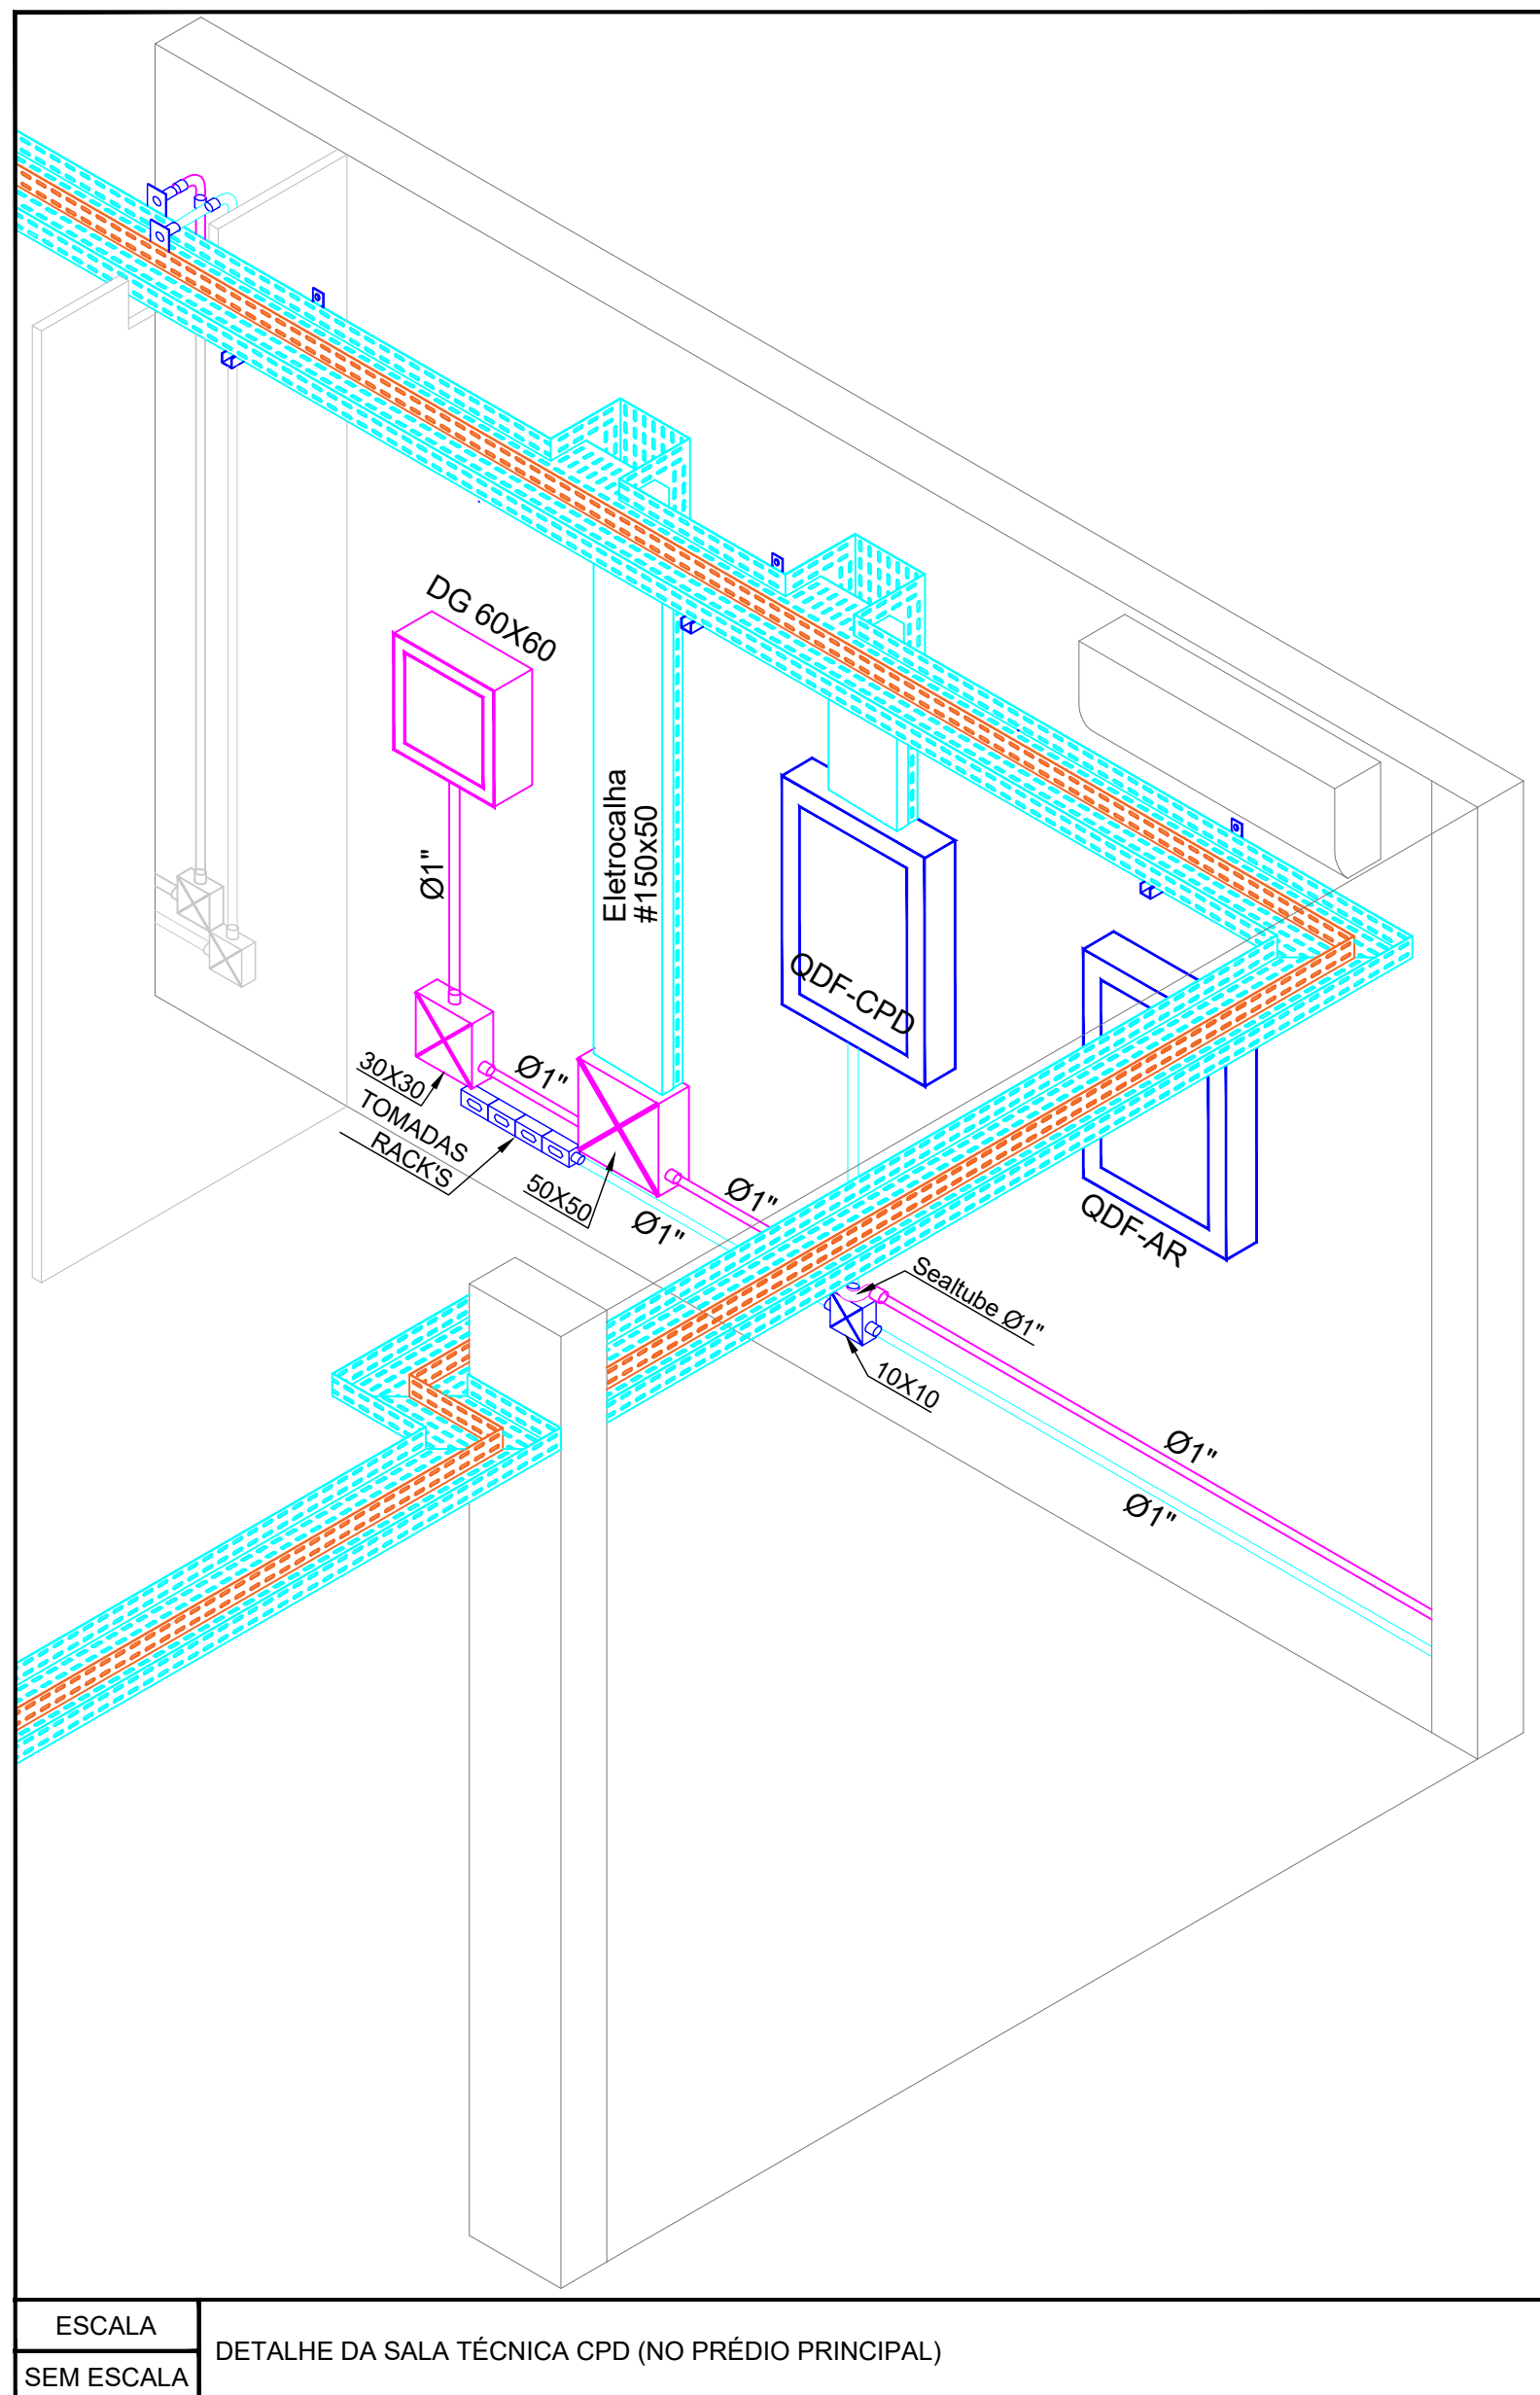 DG 60X60
Ø1"
Eletrocalha
#150x50
QDF-CPD
30X30
TOMADAS
RACK'S
Ø1"
50X50
Ø1"
Ø1"
QDF-AR
Sealtube Ø1"
10X10
Ø1"
Ø1"
ESCALA
SEM ESCALA
DETALHE DA SALA TÉCNICA CPD (NO PRÉDIO PRINCIPAL)